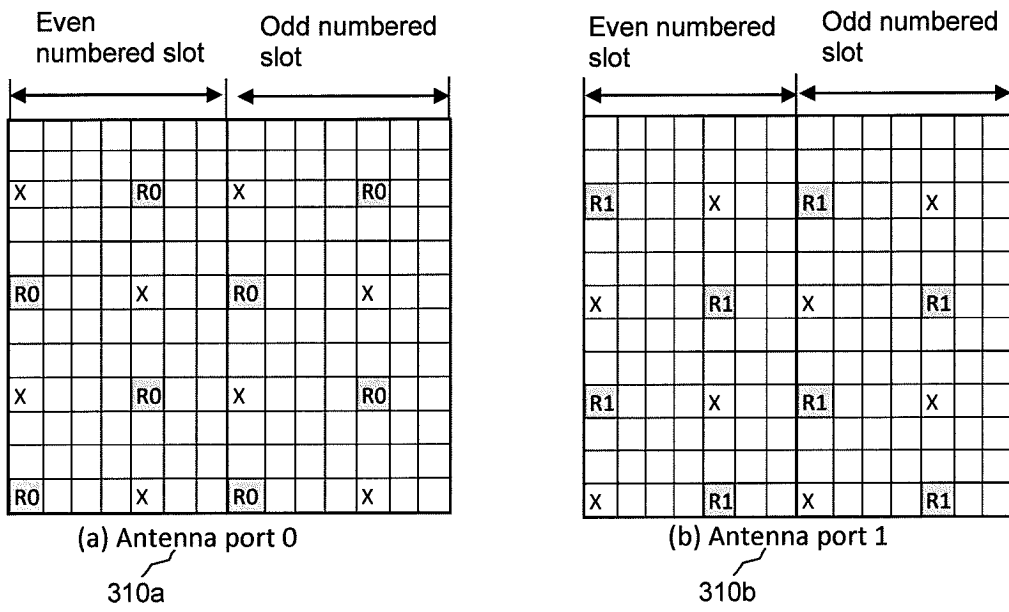 Even
numbered slot
Odd numbered
slot
X R0 X R0
R0 X R0 X
X R0 X R0
R0 X R0 X
(a) Antenna port 0
310a
Even numbered
slot
Odd numbered
slot
R1 X R1 X
X R1 X R1
R1 X R1 X
X R1 X R1
(b) Antenna port 1
310b